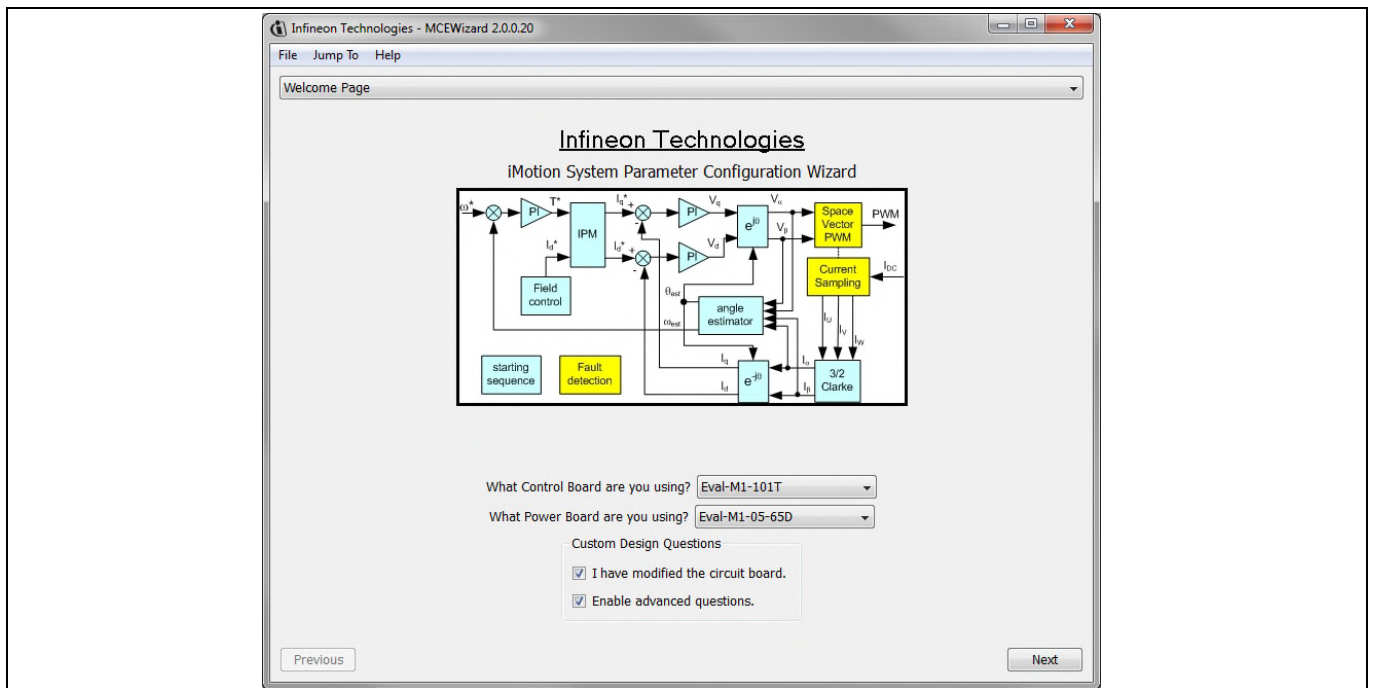 Infineon Technologies - MCEWizard 2.0.0.20
File Jump To Help
Welcome Page
Infineon Technologies
iMotion System Parameter Configuration Wizard
ω* PI T* IPM Iq* + - PI Vq e^jθ Vα Space Vector PWM PWM
Id* Id* + - PI Vd Vβ
Field control
Current Sampling IDC
θest
angle estimator
ωest
IU IV IW
starting sequence
Fault detection
Iq Id e^-jθ Iα Iβ 3/2 Clarke
What Control Board are you using? Eval-M1-101T
What Power Board are you using? Eval-M1-05-65D
Custom Design Questions
I have modified the circuit board.
Enable advanced questions.
Previous Next